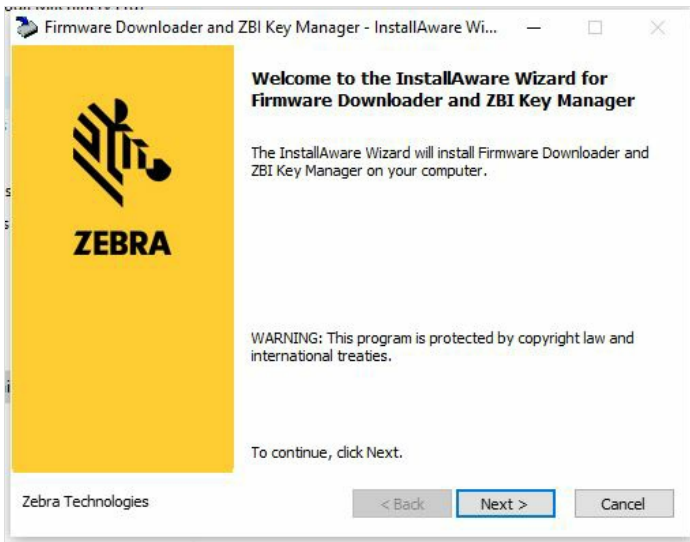 Firmware Downloader and ZBI Key Manager - InstallAware Wi...
Welcome to the InstallAware Wizard for
Firmware Downloader and ZBI Key Manager
The InstallAware Wizard will install Firmware Downloader and
ZBI Key Manager on your computer.
ZEBRA
WARNING: This program is protected by copyright law and
international treaties.
To continue, click Next.
Zebra Technologies
< Back
Next >
Cancel